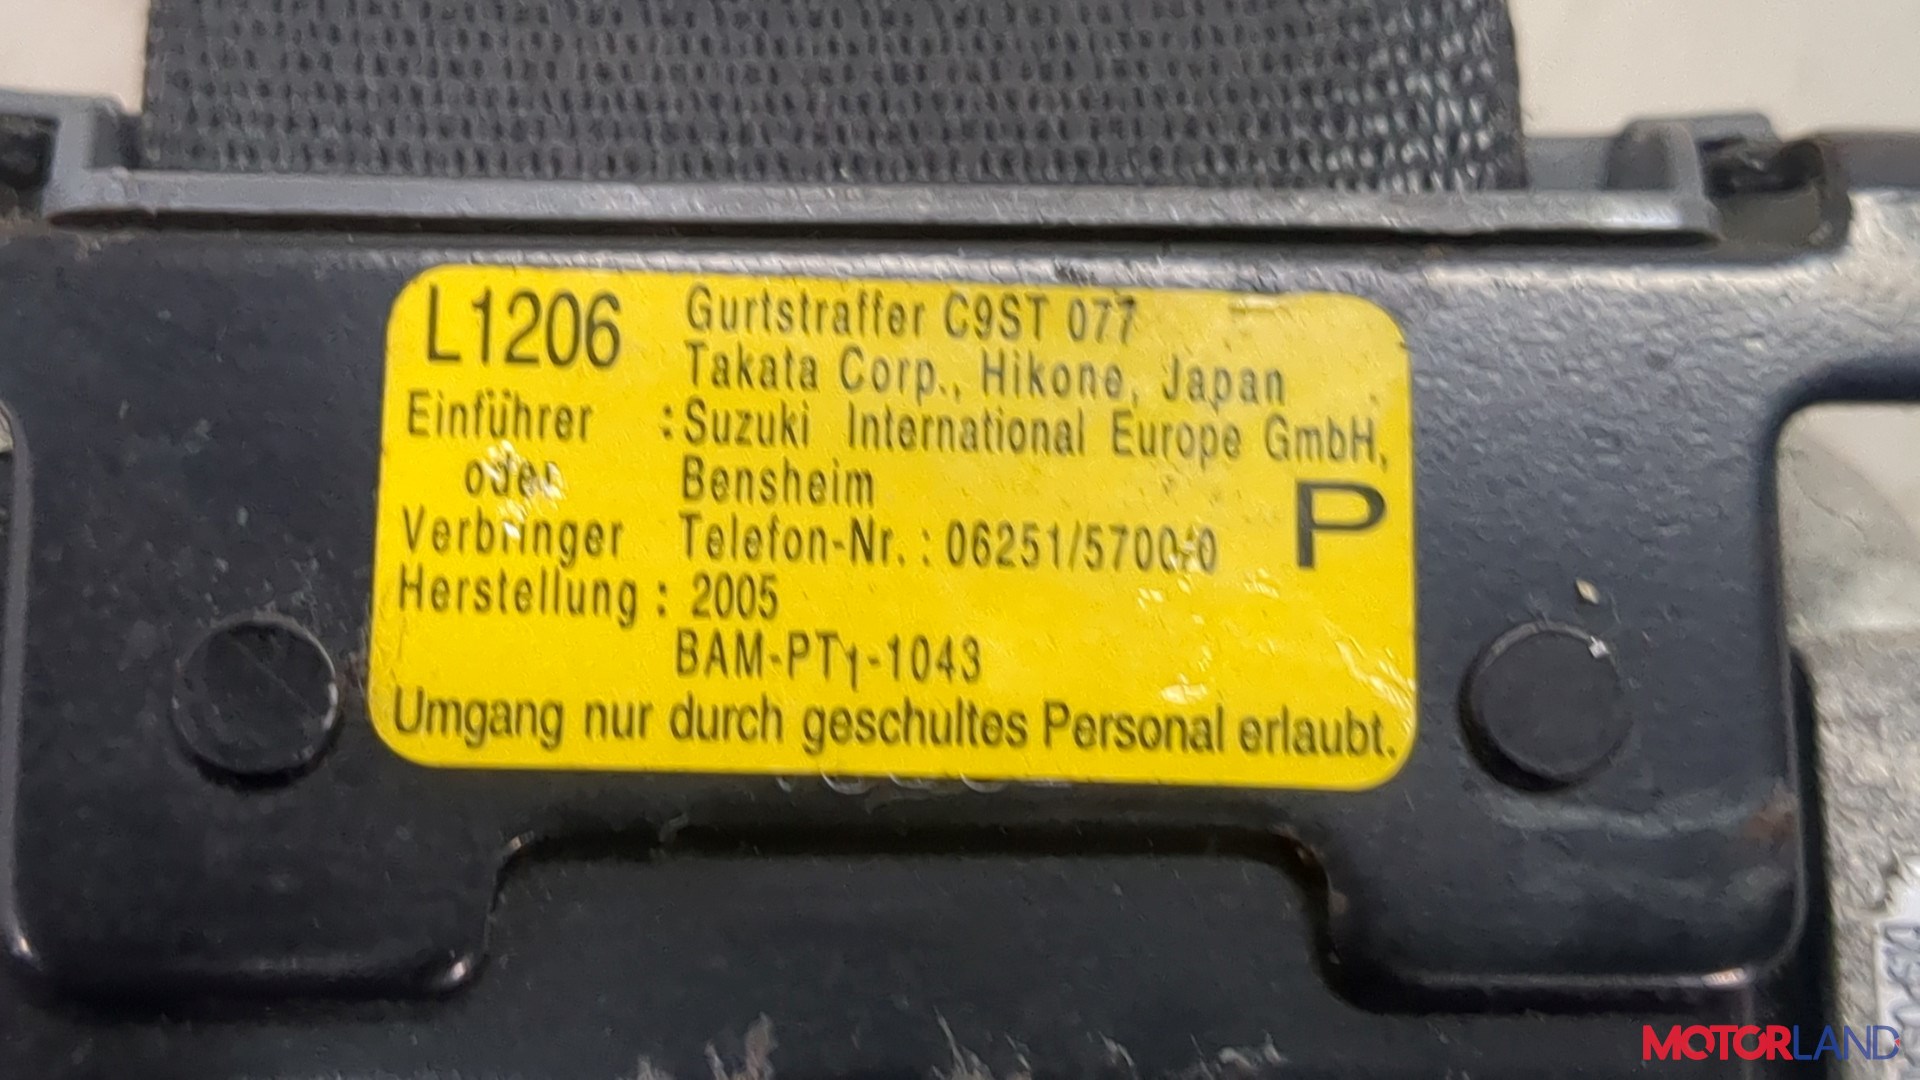 L1206 Gurtstraffer C9ST 077
Takata Corp., Hikone, Japan
Einführer : Suzuki International Europe GmbH,
oder Bensheim
Verbringer Telefon-Nr. : 06251/5700-0
P
Herstellung : 2005
BAM-PT1-1043
Umgang nur durch geschultes Personal erlaubt.
MOTORLAND